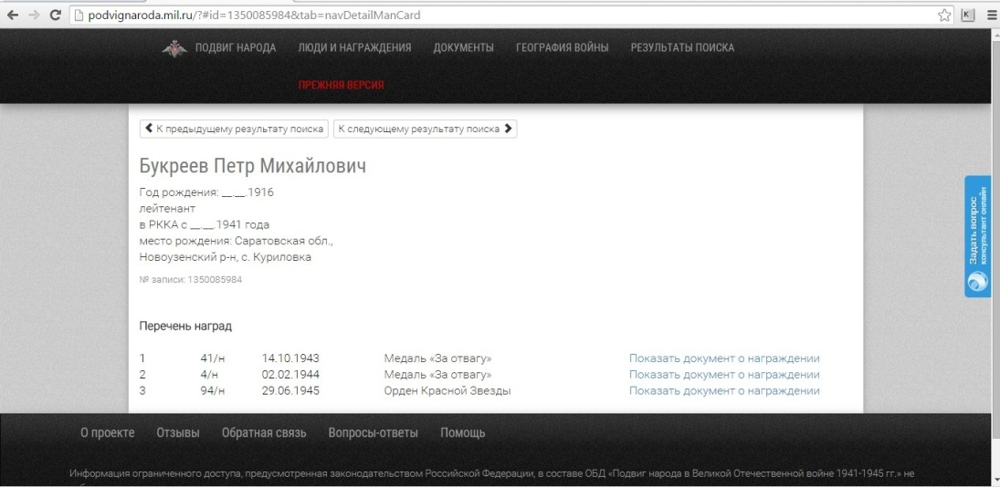 podvignaroda.mil.ru/?#id=1350085984&tab=navDetailManCard
ПОДВИГ НАРОДА ЛЮДИ И НАГРАЖДЕНИЯ ДОКУМЕНТЫ ГЕОГРАФИЯ ВОЙНЫ РЕЗУЛЬТАТЫ ПОИСКА
ПРЕЖНЯЯ ВЕРСИЯ
К предыдущему результату поиска К следующему результату поиска
Букреев Петр Михайлович
Год рождения: __.__.1916
лейтенант
в РККА с __.__.1941 года
место рождения: Саратовская обл.,
Новоузенский р-н, с. Куриловка
№ записи: 1350085984
Задать вопрос
консультант онлайн
Перечень наград
1 41/н 14.10.1943 Медаль «За отвагу» Показать документ о награждении
2 4/н 02.02.1944 Медаль «За отвагу» Показать документ о награждении
3 94/н 29.06.1945 Орден Красной Звезды Показать документ о награждении
О проекте Отзывы Обратная связь Вопросы-ответы Помощь
Информация ограниченного доступа, предусмотренная законодательством Российской Федерации, в составе ОБД «Подвиг народа в Великой Отечественной войне 1941-1945 гг.» не